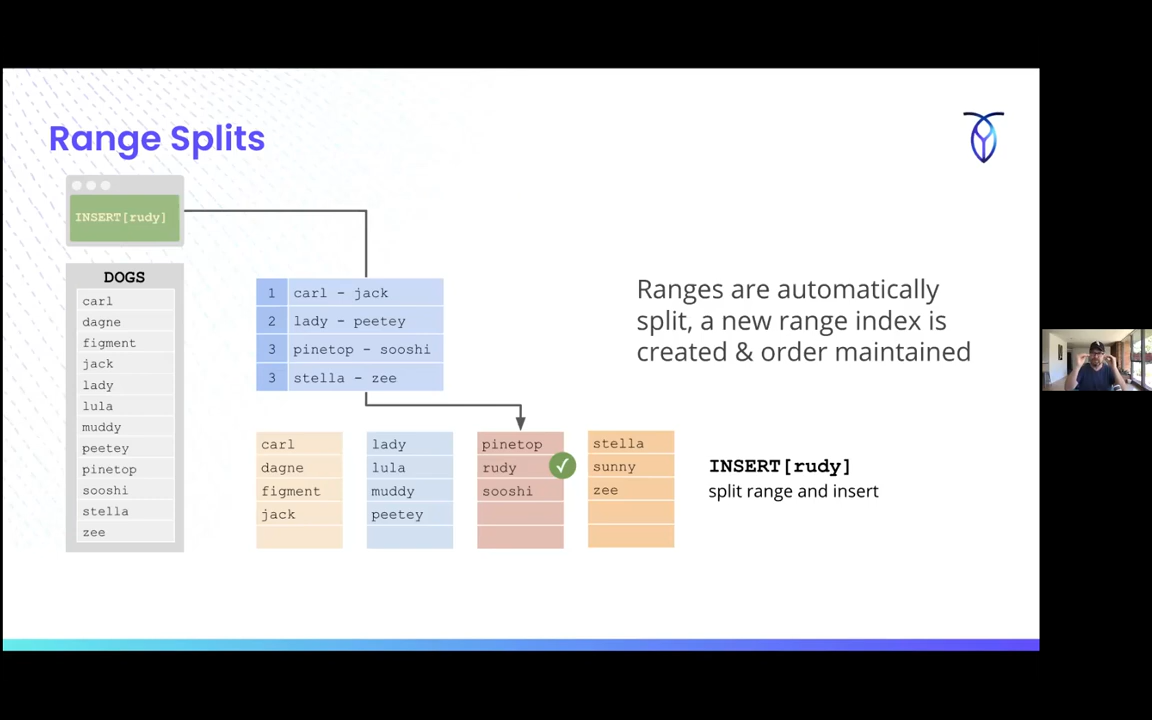 Range Splits
INSERT[rudy]
DOGS
carl
dagne
figment
jack
lady
lula
muddy
peetey
pinetop
sooshi
stella
zee
1 carl - jack
2 lady - peetey
3 pinetop - sooshi
3 stella - zee
carl
dagne
figment
jack
lady
lula
muddy
peetey
pinetop
rudy
sooshi
stella
sunny
zee
Ranges are automatically
split, a new range index is
created & order maintained
INSERT[rudy]
split range and insert